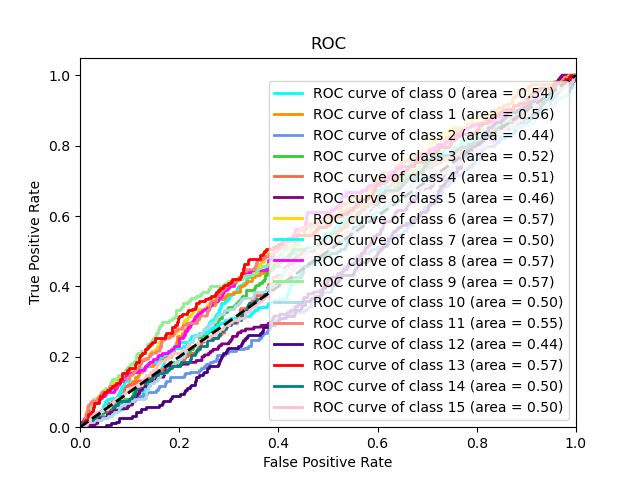 ROC
1.0
0.8
0.6
0.4
0.2
0.0
True Positive Rate
ROC curve of class 0 (area = 0.54)
ROC curve of class 1 (area = 0.56)
ROC curve of class 2 (area = 0.44)
ROC curve of class 3 (area = 0.52)
ROC curve of class 4 (area = 0.51)
ROC curve of class 5 (area = 0.46)
ROC curve of class 6 (area = 0.57)
ROC curve of class 7 (area = 0.50)
ROC curve of class 8 (area = 0.57)
ROC curve of class 9 (area = 0.57)
ROC curve of class 10 (area = 0.50)
ROC curve of class 11 (area = 0.55)
ROC curve of class 12 (area = 0.44)
ROC curve of class 13 (area = 0.57)
ROC curve of class 14 (area = 0.50)
ROC curve of class 15 (area = 0.50)
0.0 0.2 0.4 0.6 0.8 1.0
False Positive Rate